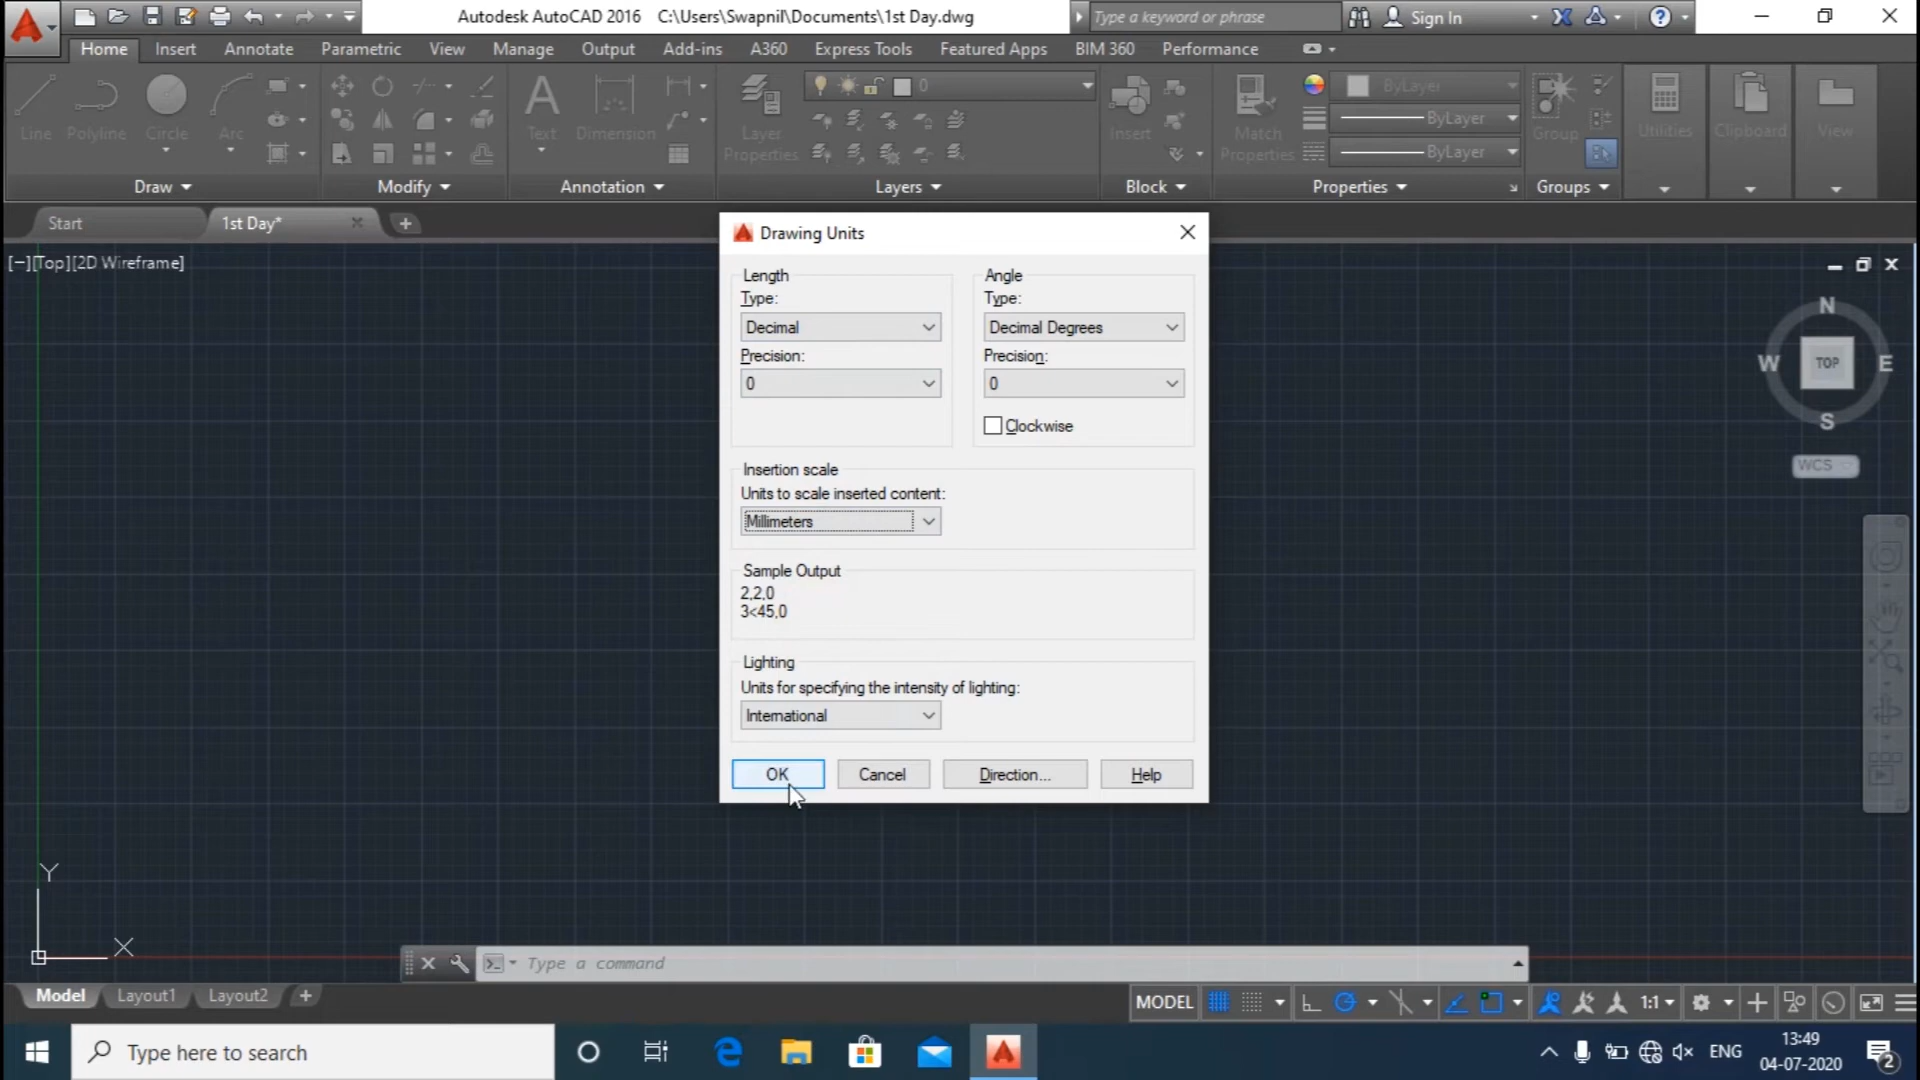 Autodesk AutoCAD 2016 C:\Users\Swapnil\Documents\1st Day.dwg
Type a keyword or phrase
Sign In
Home Insert Annotate Parametric View Manage Output Add-ins A360 Express Tools Featured Apps BIM 360 Performance
Line Polyline Circle Arc
Text Dimension
Layer
Properties
0
Insert
Match
Properties
ByLayer
ByLayer
ByLayer
Group
Utilities Clipboard View
Draw Modify Annotation Layers Block Properties Groups
Start 1st Day*
[−][Top][2D Wireframe]
Drawing Units
Length
Type:
Decimal
Precision:
0
Angle
Type:
Decimal Degrees
Precision:
0
Clockwise
Insertion scale
Units to scale inserted content:
Millimeters
Sample Output
2,2,0
3<45,0
Lighting
Units for specifying the intensity of lighting:
International
OK Cancel Direction... Help
N
W TOP E
S
WCS
Y
X
Type a command
Model Layout1 Layout2
MODEL 1:1
Type here to search
ENG
13:49
04-07-2020
2